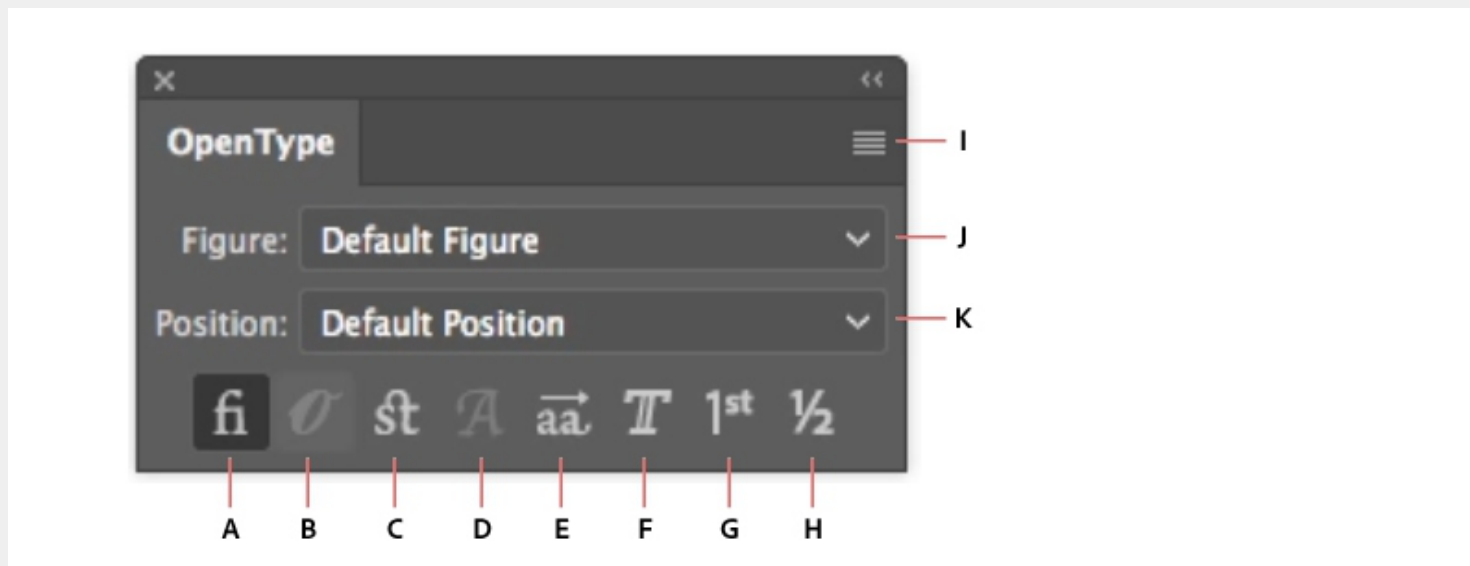 OpenType
I
Figure: Default Figure
J
Position: Default Position
K
fi O st A aa T 1st ½
A B C D E F G H